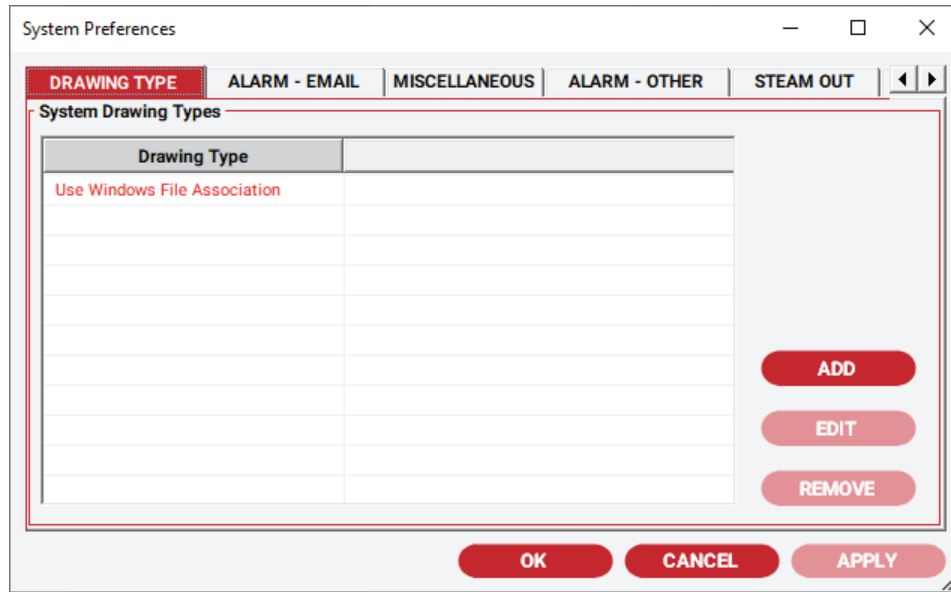 System Preferences
DRAWING TYPE ALARM - EMAIL MISCELLANEOUS ALARM - OTHER STEAM OUT
System Drawing Types
Drawing Type
Use Windows File Association
ADD
EDIT
REMOVE
OK CANCEL APPLY